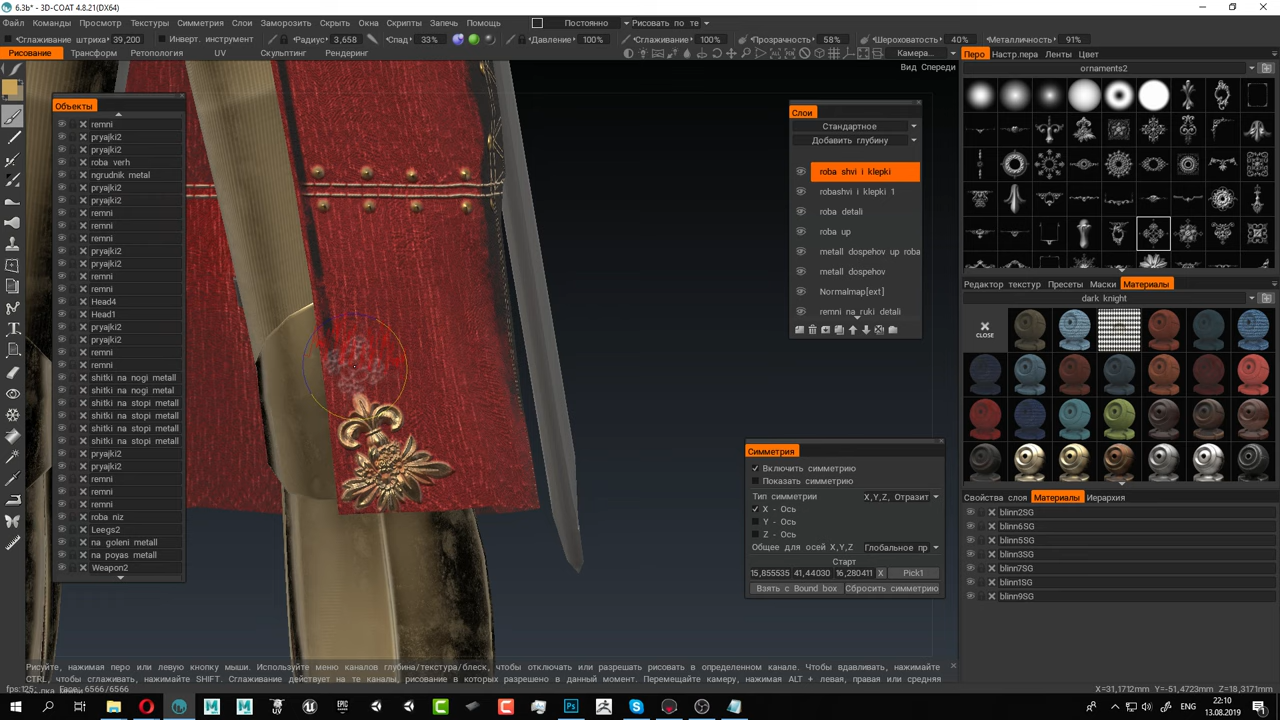 6.3b* - 3D-COAT 4.8.21(DX64)
Файл Команды Просмотр Текстуры Симметрия Слои Заморозить Скрыть Окна Скрипты Запечь Помощь Постоянно Рисовать по те
Сглаживание штриха 39,200 Инверт. инструмент Радиус 3,658 Спад 33% Давление 100% Сглаживание 100% Прозрачность 58% Шероховатость 40% Металличность 91%
Рисование Трансформ Ретопология UV Скульптинг Рендеринг Камера...
Вид Спереди
Перо Настр.пера Ленты Цвет
ornaments2
Объекты
remni
pryajki2
pryajki2
roba verh
ngrudnik metal
pryajki2
pryajki2
remni
remni
remni
pryajki2
pryajki2
remni
remni
Head4
Head1
pryajki2
pryajki2
remni
remni
shitki na nogi metall
shitki na nogi metal
shitki na stopi metall
shitki na stopi metall
shitki na stopi metall
shitki na stopi metall
pryajki2
pryajki2
remni
remni
remni
roba niz
Leegs2
na goleni metall
na poyas metall
Weapon2
Слои
Стандартное
Добавить глубину
roba shvi i klepki
robashvi i klepki 1
roba detali
roba up
metall dospehov up roba
metall dospehov
Normalmap[ext]
remni na_ruki detali
Симметрия
Включить симметрию
Показать симметрию
Тип симметрии X,Y,Z, Отразит
X - Ось
Y - Ось
Z - Ось
Общее для осей X,Y,Z Глобальное пр
Старт
15,855535 41,44030 16,280411 X Pick1
Взять с Bound box Сбросить симметрию
Редактор текстур Пресеты Маски Материалы
dark knight
CLOSE
Свойства слоя Материалы Иерархия
blinn2SG
blinn6SG
blinn5SG
blinn3SG
blinn7SG
blinn1SG
blinn9SG
Рисуйте, нажимая перо или левую кнопку мыши. Используйте меню каналов глубина/текстура/блеск, чтобы отключить или разрешать рисовать в определенном канале. Чтобы вдавливать, нажимайте
CTRL, чтобы сглаживать, нажимайте SHIFT. Сглаживание действует на те каналы, рисование в которых разрешено в данный момент. Перемещайте камеру, нажимая ALT + левая, правая или средняя
fps:125 X=31,1712mm Y=-51,4723mm Z=18,3171mm
ENG 22:10
13.08.2019